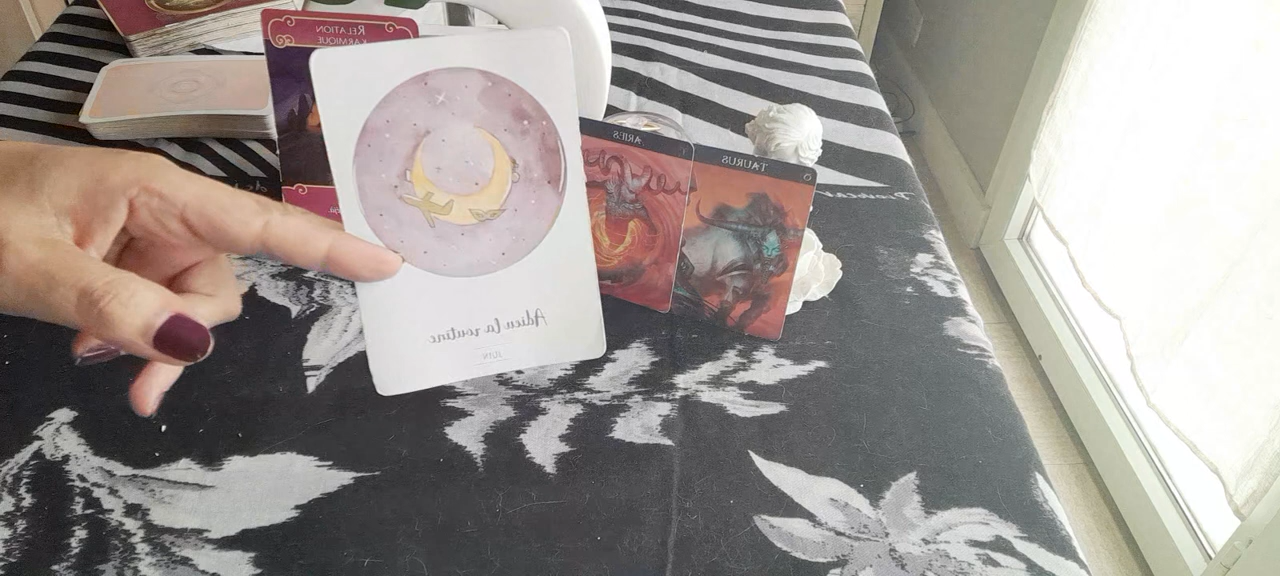 RELATION
KARMIQUE
ARIES
TAURUS
Adieu la routine
JUIN